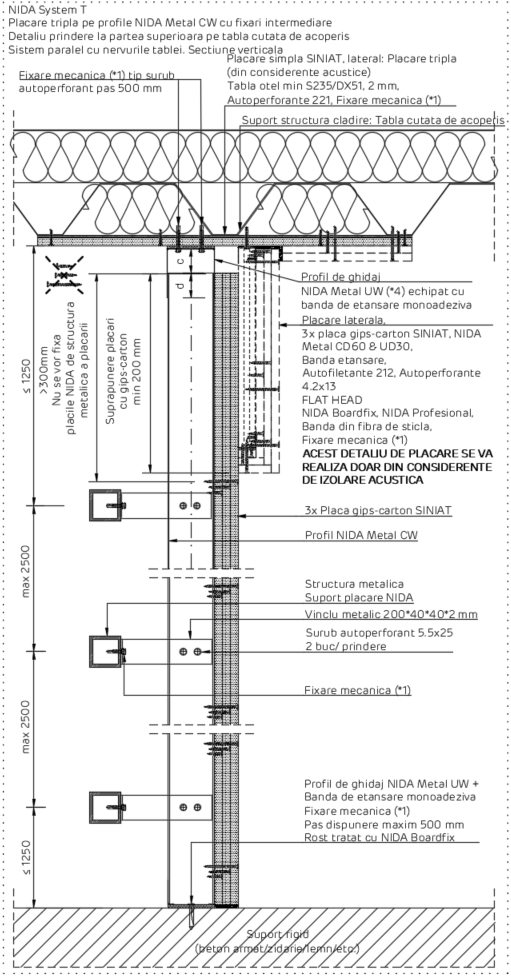 NIDA System T
Placare tripla pe profile NIDA Metal CW cu fixari intermediare
Detaliu prindere la partea superioara pe tabla cutata de acoperis
Sistem paralel cu nervurile tablei. Sectiune verticala
Fixare mecanica (*1) tip surub
autoperforant pas 500 mm
Placare simpla SINIAT, lateral: Placare tripla
(din considerente acustice)
Tabla otel min S235/DX51, 2 mm,
Autoperforante 221, Fixare mecanica (*1)
Suport structura cladire: Tabla cutata de acoperis
c
d
≤ 1250
>300mm
Nu se vor fixa
placile NIDA de structura
metalica a placarii
Suprapunere placari
cu gips-carton
min 200 mm
Profil de ghidaj
NIDA Metal UW (*4) echipat cu
banda de etansare monoadeziva
Placare laterala,
3x placa gips-carton SINIAT, NIDA
Metal CD60 & UD30,
Banda etansare,
Autofiletante 212, Autoperforante
4.2x13
FLAT HEAD
NIDA Boardfix, NIDA Profesional,
Banda din fibra de sticla,
Fixare mecanica (*1)
ACEST DETALIU DE PLACARE SE VA
REALIZA DOAR DIN CONSIDERENTE
DE IZOLARE ACUSTICA
3x Placa gips-carton SINIAT
Profil NIDA Metal CW
max 2500
Structura metalica
Suport placare NIDA
Vinclu metalic 200*40*40*2 mm
Surub autoperforant 5.5x25
2 buc/ prindere
Fixare mecanica (*1)
max 2500
Profil de ghidaj NIDA Metal UW +
Banda de etansare monoadeziva
Fixare mecanica (*1)
Pas dispunere maxim 500 mm
Rost tratat cu NIDA Boardfix
≤ 1250
Suport rigid
(beton armat/zidarie/lemn/etc.)